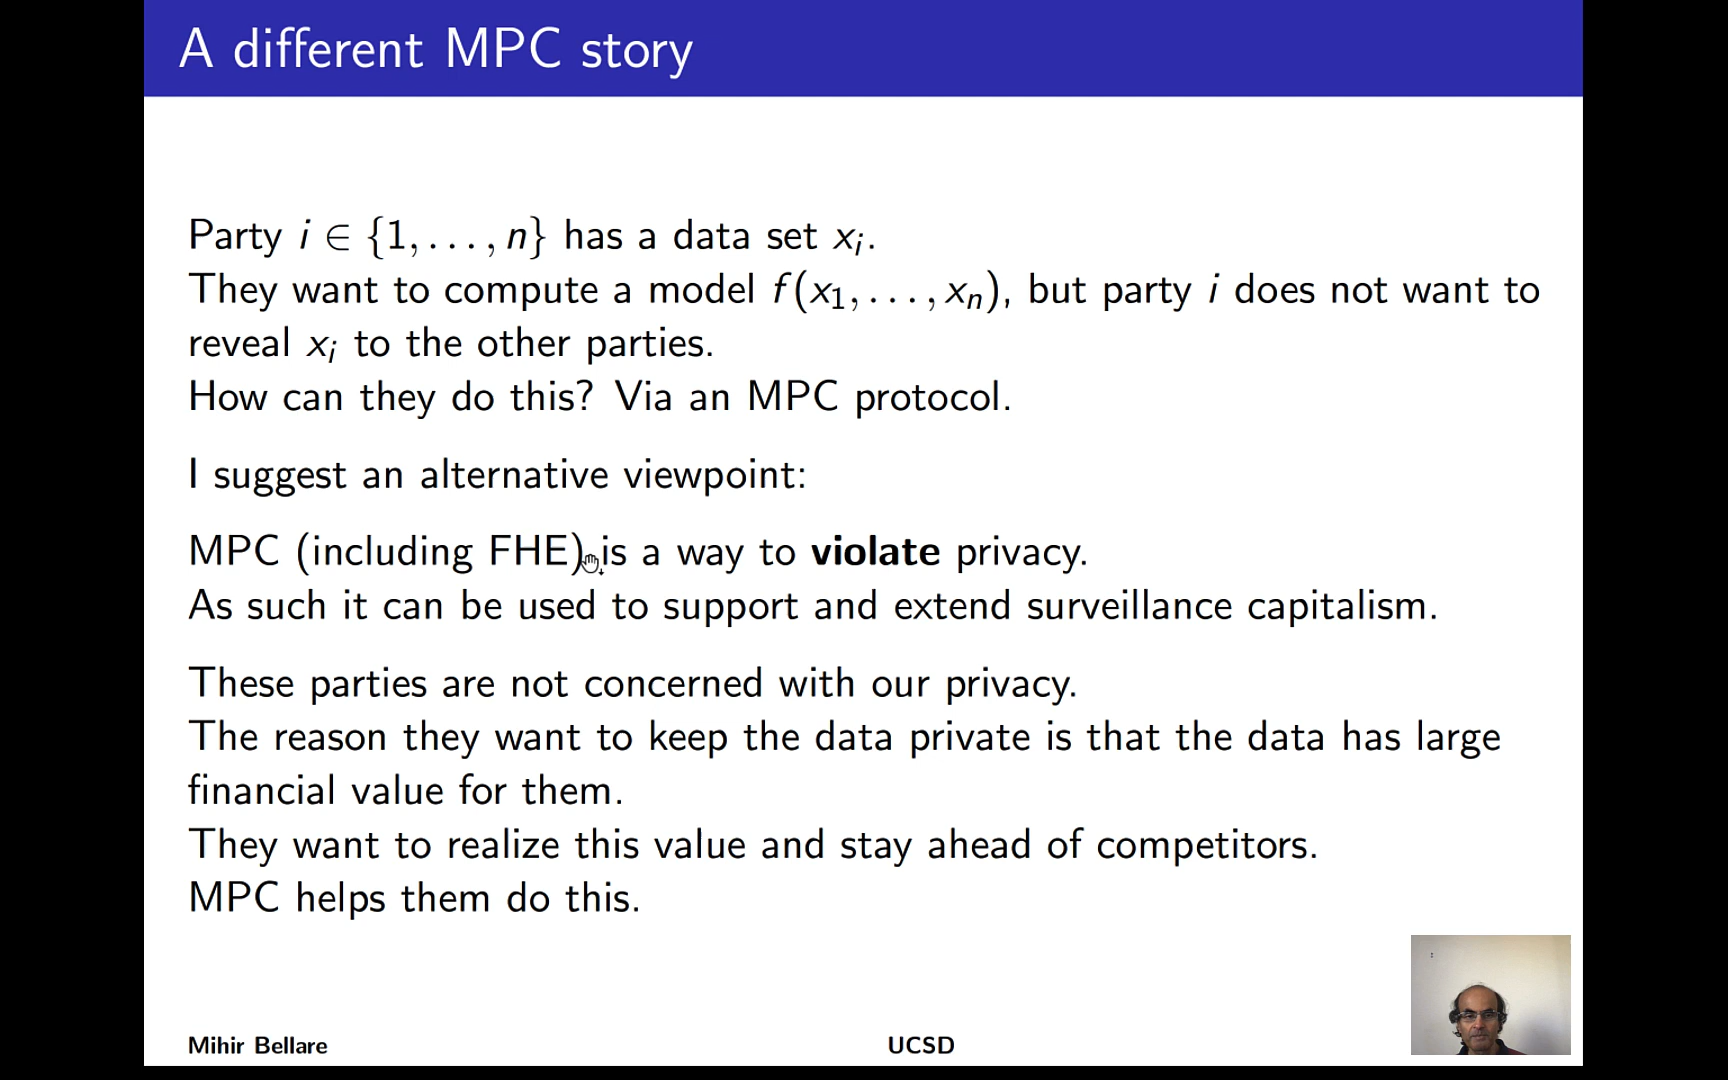 A different MPC story
Party i ∈ {1, . . . , n} has a data set xᵢ.
They want to compute a model f(x₁, . . . , xₙ), but party i does not want to
reveal xᵢ to the other parties.
How can they do this? Via an MPC protocol.
I suggest an alternative viewpoint:
MPC (including FHE) is a way to violate privacy.
As such it can be used to support and extend surveillance capitalism.
These parties are not concerned with our privacy.
The reason they want to keep the data private is that the data has large
financial value for them.
They want to realize this value and stay ahead of competitors.
MPC helps them do this.
Mihir Bellare
UCSD